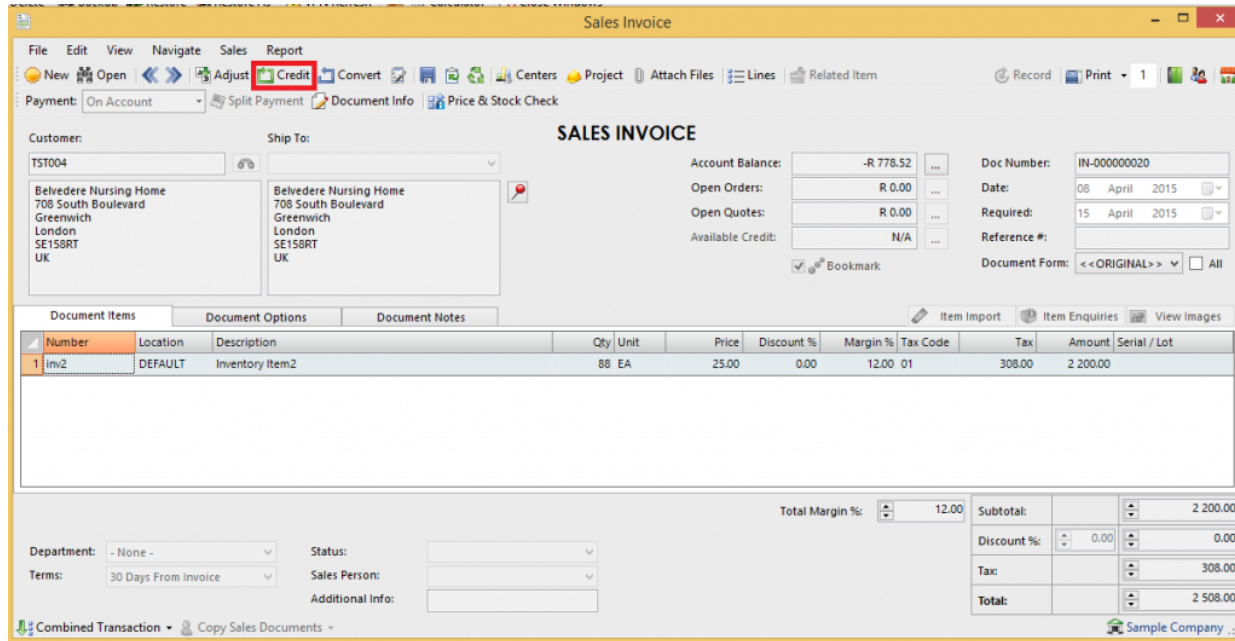 Sales Invoice
File Edit View Navigate Sales Report
New Open Adjust Credit Convert Centers Project Attach Files Lines Related Item Record Print 1
Payment: On Account Split Payment Document Info Price & Stock Check
SALES INVOICE
Customer: Ship To:
TST004
Belvedere Nursing Home
708 South Boulevard
Greenwich
London
SE158RT
UK
Belvedere Nursing Home
708 South Boulevard
Greenwich
London
SE158RT
UK
Account Balance: -R 778.52 ...
Open Orders: R 0.00 ...
Open Quotes: R 0.00 ...
Available Credit: N/A ...
Bookmark
Doc Number: IN-000000020
Date: 08 April 2015
Required: 15 April 2015
Reference #:
Document Form: <<ORIGINAL>> All
Document Items Document Options Document Notes Item Import Item Enquiries View Images
Number Location Description Qty Unit Price Discount % Margin % Tax Code Tax Amount Serial / Lot
1 inv2 DEFAULT Inventory Item2 88 EA 25.00 0.00 12.00 01 308.00 2 200.00
Total Margin %: 12.00
Subtotal: 2 200.00
Discount %: 0.00 0.00
Tax: 308.00
Total: 2 508.00
Department: - None - Status:
Terms: 30 Days From Invoice Sales Person:
Additional Info:
Combined Transaction Copy Sales Documents Sample Company